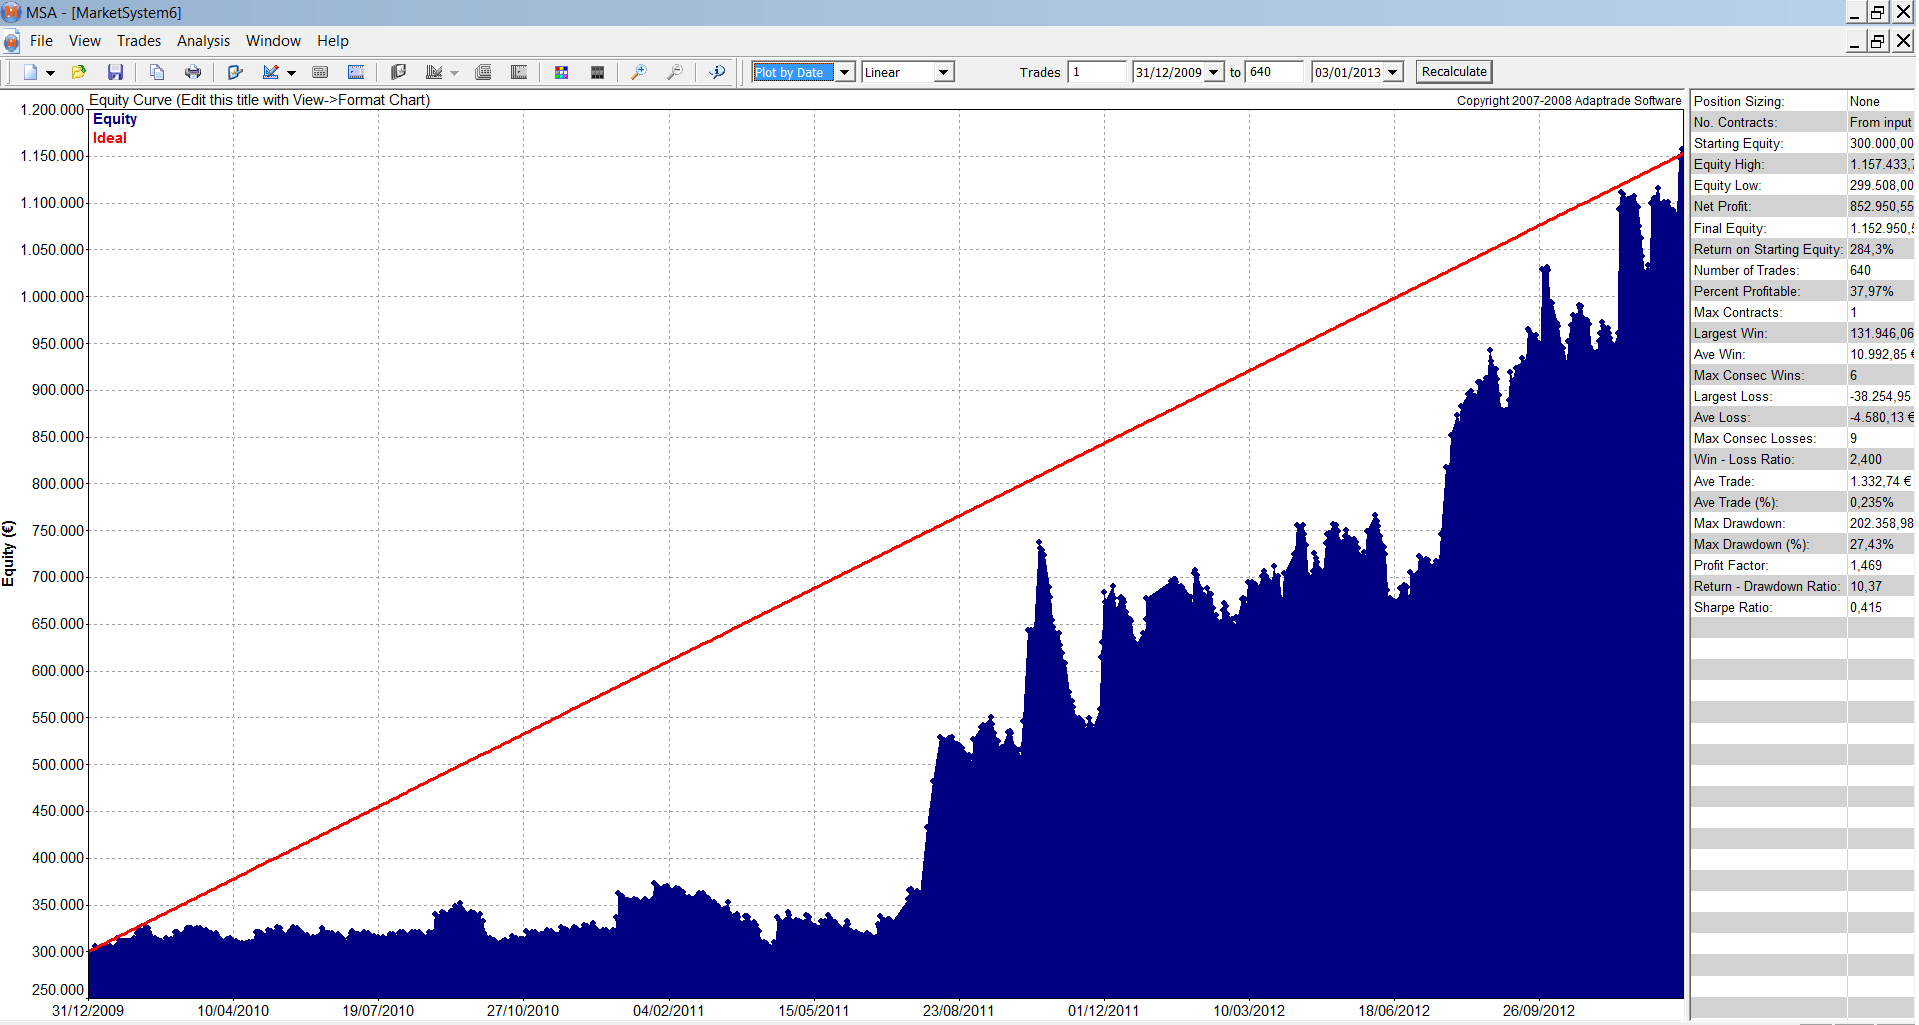 MSA - [MarketSystem6]
File View Trades Analysis Window Help
Plot by Date Linear Trades 1 31/12/2009 to 640 03/01/2013 Recalculate
Equity Curve (Edit this title with View->Format Chart)
Copyright 2007-2008 Adaptrade Software
Equity
Ideal
Equity (€)
1.200.000
1.150.000
1.100.000
1.050.000
1.000.000
950.000
900.000
850.000
800.000
750.000
700.000
650.000
600.000
550.000
500.000
450.000
400.000
350.000
300.000
250.000
31/12/2009 10/04/2010 19/07/2010 27/10/2010 04/02/2011 15/05/2011 23/08/2011 01/12/2011 10/03/2012 18/06/2012 26/09/2012
Position Sizing: None
No. Contracts: From input
Starting Equity: 300.000,00
Equity High: 1.157.433,
Equity Low: 299.508,00
Net Profit: 852.950,55
Final Equity: 1.152.950,
Return on Starting Equity: 284,3%
Number of Trades: 640
Percent Profitable: 37,97%
Max Contracts: 1
Largest Win: 131.946,06
Ave Win: 10.992,85 €
Max Consec Wins: 6
Largest Loss: -38.254,95
Ave Loss: -4.580,13 €
Max Consec Losses: 9
Win - Loss Ratio: 2,400
Ave Trade: 1.332,74 €
Ave Trade (%): 0,235%
Max Drawdown: 202.358,98
Max Drawdown (%): 27,43%
Profit Factor: 1,469
Return - Drawdown Ratio: 10,37
Sharpe Ratio: 0,415